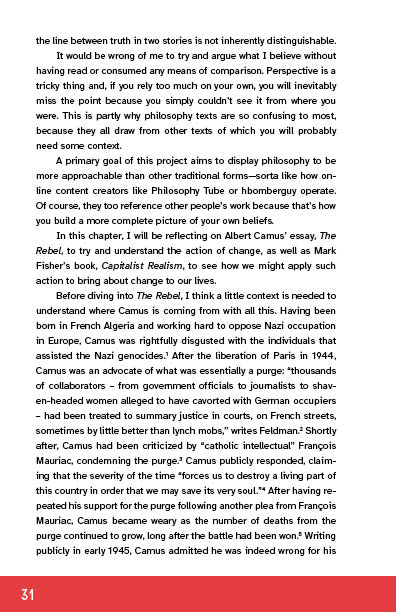 the line between truth in two stories is not inherently distinguishable.
It would be wrong of me to try and argue what I believe without
having read or consumed any means of comparison. Perspective is a
tricky thing and, if you rely too much on your own, you will inevitably
miss the point because you simply couldn't see it from where you
were. This is partly why philosophy texts are so confusing to most,
because they all draw from other texts of which you will probably
need some context.
A primary goal of this project aims to display philosophy to be
more approachable than other traditional forms—sorta like how on-
line content creators like Philosophy Tube or hbomberguy operate.
Of course, they too reference other people's work because that's how
you build a more complete picture of your own beliefs.
In this chapter, I will be reflecting on Albert Camus' essay, The
Rebel, to try and understand the action of change, as well as Mark
Fisher's book, Capitalist Realism, to see how we might apply such
action to bring about change to our lives.
Before diving into The Rebel, I think a little context is needed to
understand where Camus is coming from with all this. Having been
born in French Algeria and working hard to oppose Nazi occupation
in Europe, Camus was rightfully disgusted with the individuals that
assisted the Nazi genocides.¹ After the liberation of Paris in 1944,
Camus was an advocate of what was essentially a purge: “thousands
of collaborators – from government officials to journalists to shav-
en-headed women alleged to have cavorted with German occupiers
– had been treated to summary justice in courts, on French streets,
sometimes by little better than lynch mobs,” writes Feldman.² Shortly
after, Camus had been criticized by “catholic intellectual” François
Mauriac, condemning the purge.³ Camus publicly responded, claim-
ing that the severity of the time “forces us to destroy a living part of
this country in order that we may save its very soul.”⁴ After having re-
peated his support for the purge following another plea from François
Mauriac, Camus became weary as the number of deaths from the
purge continued to grow, long after the battle had been won.⁵ Writing
publicly in early 1945, Camus admitted he was indeed wrong for his
31